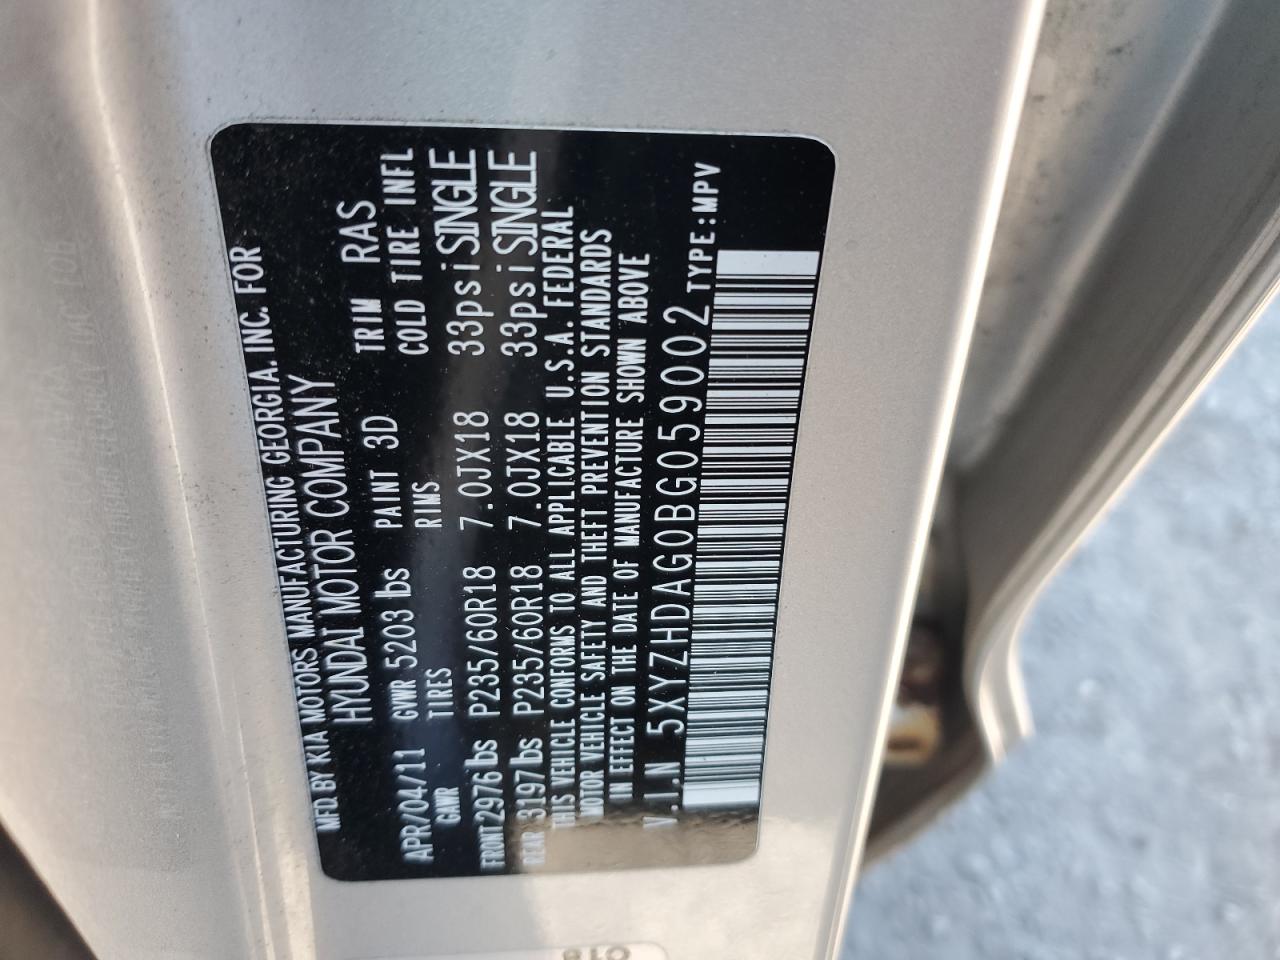 MFD. BY KIA MOTORS MANUFACTURING GEORGIA. INC. FOR
HYUNDAI MOTOR COMPANY
APR/04/11 GVWR 5203 lbs PAINT 3D TRIM RAS
GAWR TIRES RIMS COLD TIRE INFL
FRONT 2976 lbs P235/60R18 7.0JX18 33psi SINGLE
REAR 3197 lbs P235/60R18 7.0JX18 33psi SINGLE
THIS VEHICLE CONFORMS TO ALL APPLICABLE U.S.A. FEDERAL
MOTOR VEHICLE SAFETY AND THEFT PREVENTION STANDARDS
IN EFFECT ON THE DATE OF MANUFACTURE SHOWN ABOVE
V.I.N 5XYZHDAG0BG059002 TYPE:MPV